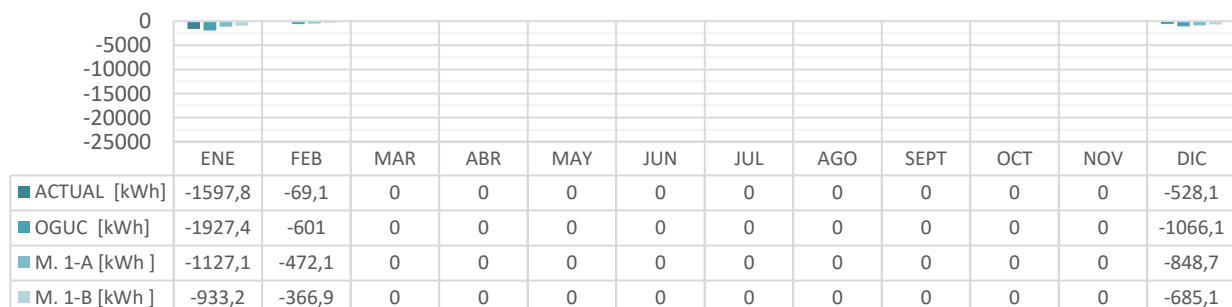 0
-5000
-10000
-15000
-20000
-25000
ENE FEB MAR ABR MAY JUN JUL AGO SEPT OCT NOV DIC
ACTUAL [kWh] -1597,8 -69,1 0 0 0 0 0 0 0 0 0 -528,1
OGUC [kWh] -1927,4 -601 0 0 0 0 0 0 0 0 0 -1066,1
M. 1-A [kWh ] -1127,1 -472,1 0 0 0 0 0 0 0 0 0 -848,7
M. 1-B [kWh ] -933,2 -366,9 0 0 0 0 0 0 0 0 0 -685,1